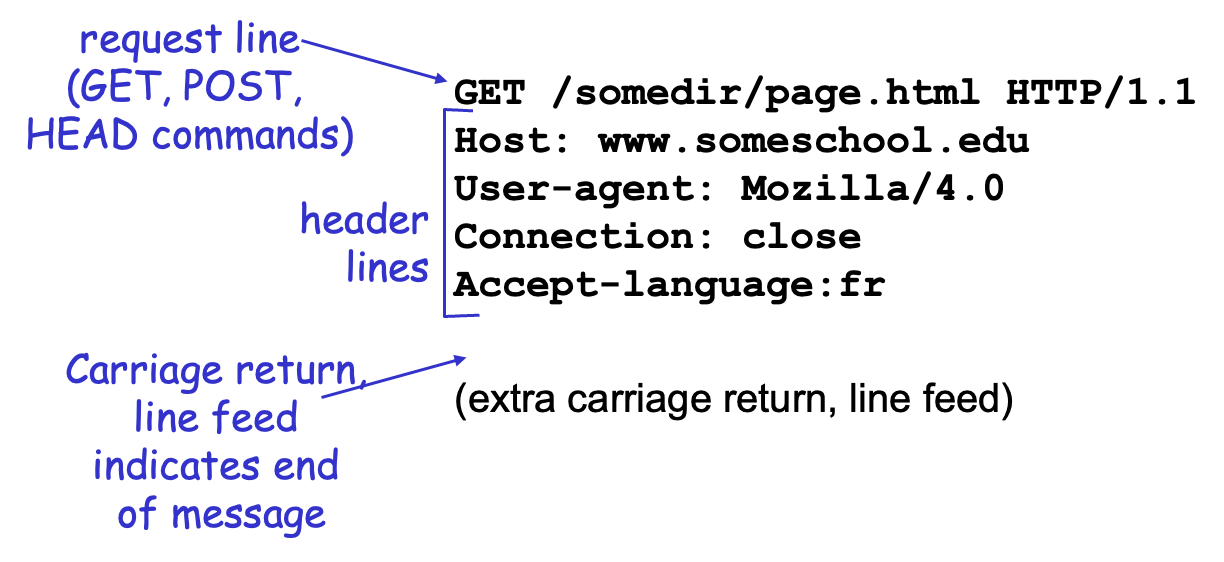 request line
(GET, POST,
HEAD commands)
GET /somedir/page.html HTTP/1.1
Host: www.someschool.edu
User-agent: Mozilla/4.0
Connection: close
Accept-language:fr
header
lines
Carriage return,
line feed
indicates end
of message
(extra carriage return, line feed)